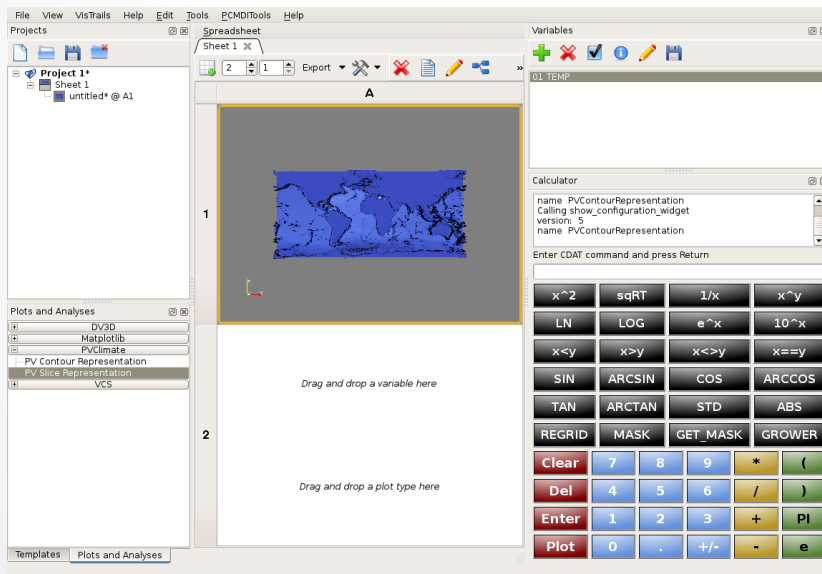 File View VisTrails Help Edit Tools PCMDITools Help
Projects
Project 1*
Sheet 1
untitled* @ A1
Plots and Analyses
DV3D
Matplotlib
PVClimate
PV Contour Representation
PV Slice Representation
VCS
Templates Plots and Analyses
Spreadsheet
Sheet 1
2 1 Export »
A
1
2
Drag and drop a variable here
Drag and drop a plot type here
Variables
01 TEMP
Calculator
name PVContourRepresentation
Calling show_configuration_widget
version: 5
name PVContourRepresentation
Enter CDAT command and press Return
x^2 sqRT 1/x x^y
LN LOG e^x 10^x
x<y x>y x<>y x==y
SIN ARCSIN COS ARCCOS
TAN ARCTAN STD ABS
REGRID MASK GET_MASK GROWER
Clear 7 8 9 * (
Del 4 5 6 / )
Enter 1 2 3 + PI
Plot 0 . +/- - e